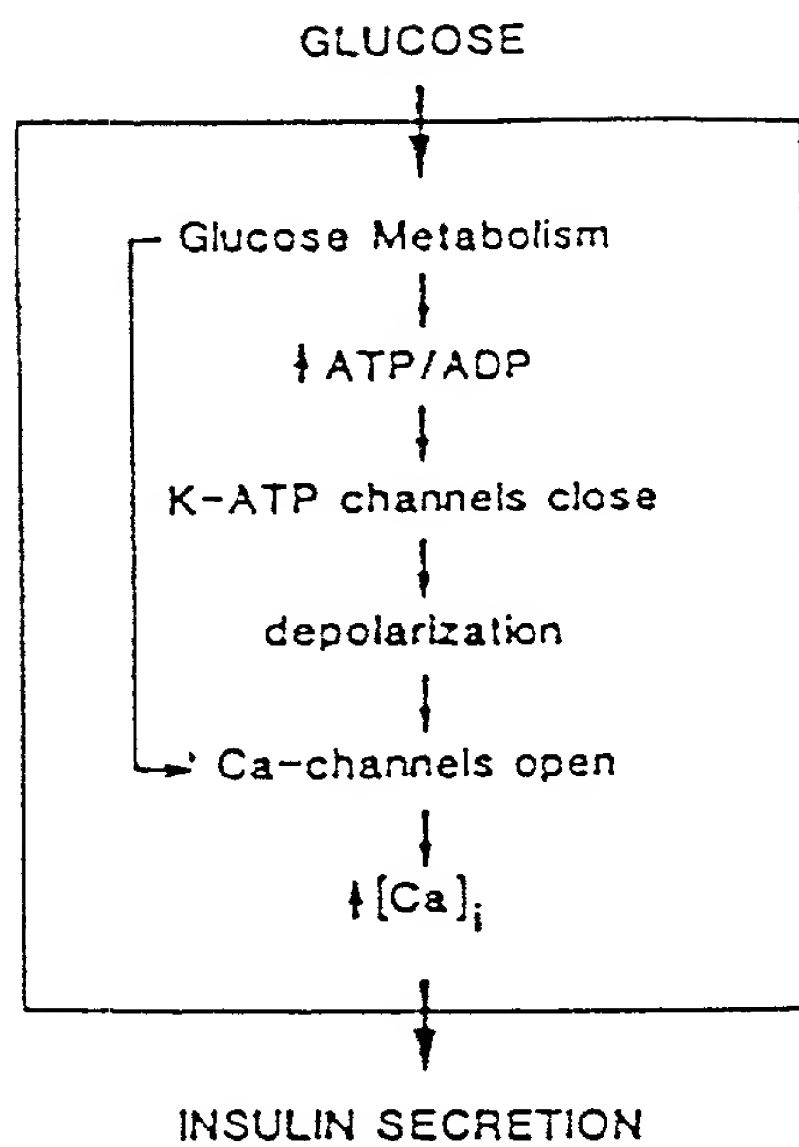 GLUCOSE
Glucose Metabolism
ATP/ADP
K-ATP channels close
depolarization
Ca-channels open
[Ca]i
INSULIN SECRETION